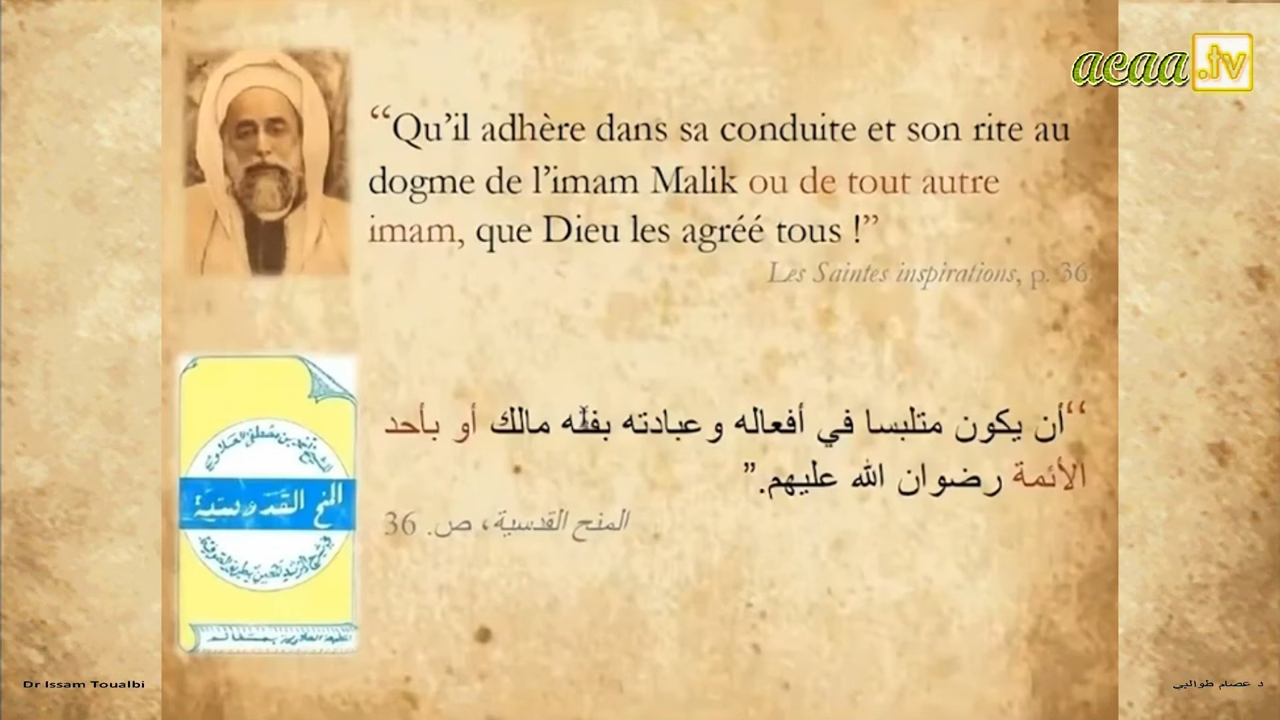 acaa.tv
“Qu’il adhère dans sa conduite et son rite au
dogme de l’imam Malik ou de tout autre
imam, que Dieu les agréé tous !”
Les Saintes inspirations, p. 36
“أن يكون متلبسا في أفعاله وعبادته بفقه مالك أو بأحد
الأئمة رضوان الله عليهم.”
المنح القدسية، ص. 36
المنح القدوسية
Dr Issam Toualbi
د عصام طوالبي